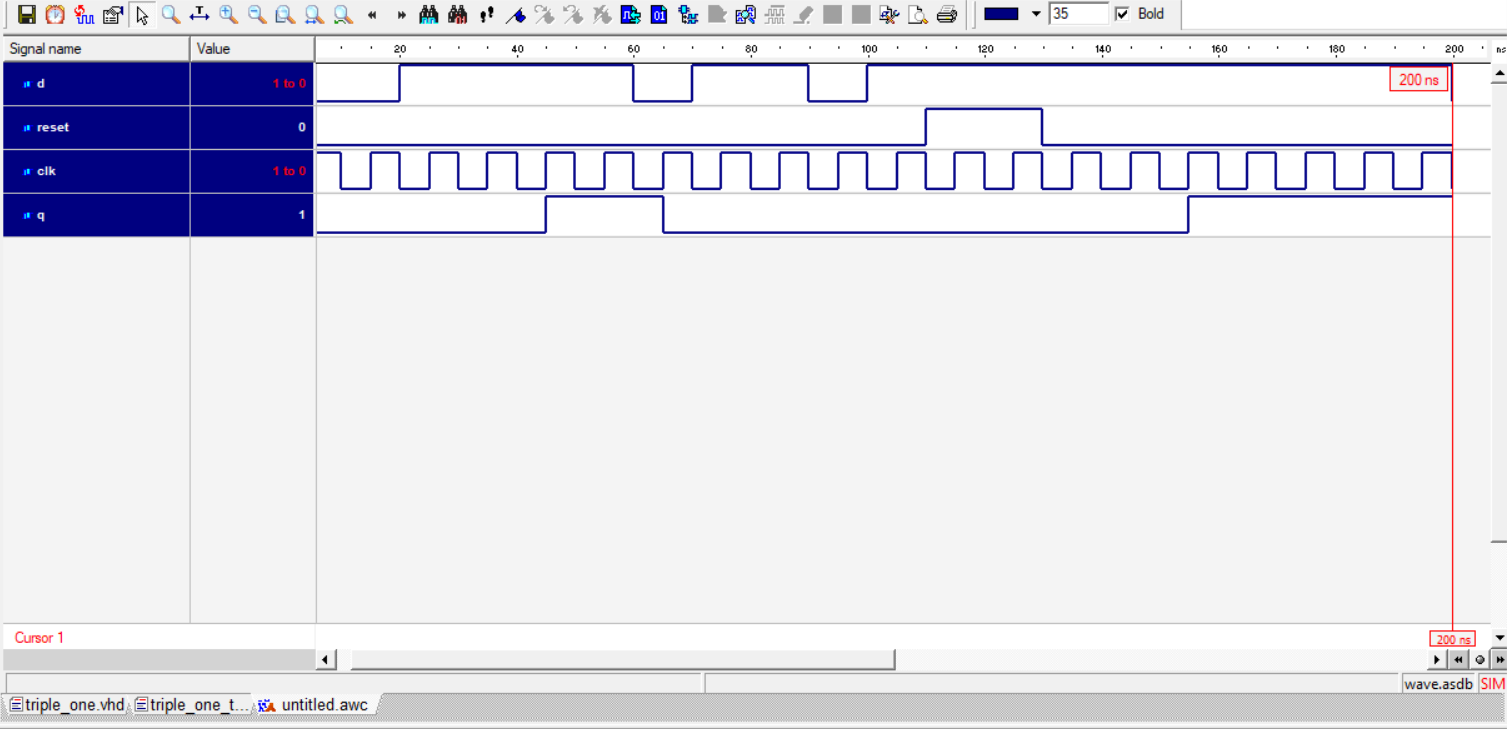 35 Bold
Signal name Value 20 40 60 80 100 120 140 160 180 200 ns
d 1 to 0 200 ns
reset 0
clk 1 to 0
q 1
Cursor 1 200 ns
wave.asdb SIM
triple_one.vhd triple_one_t... untitled.awc